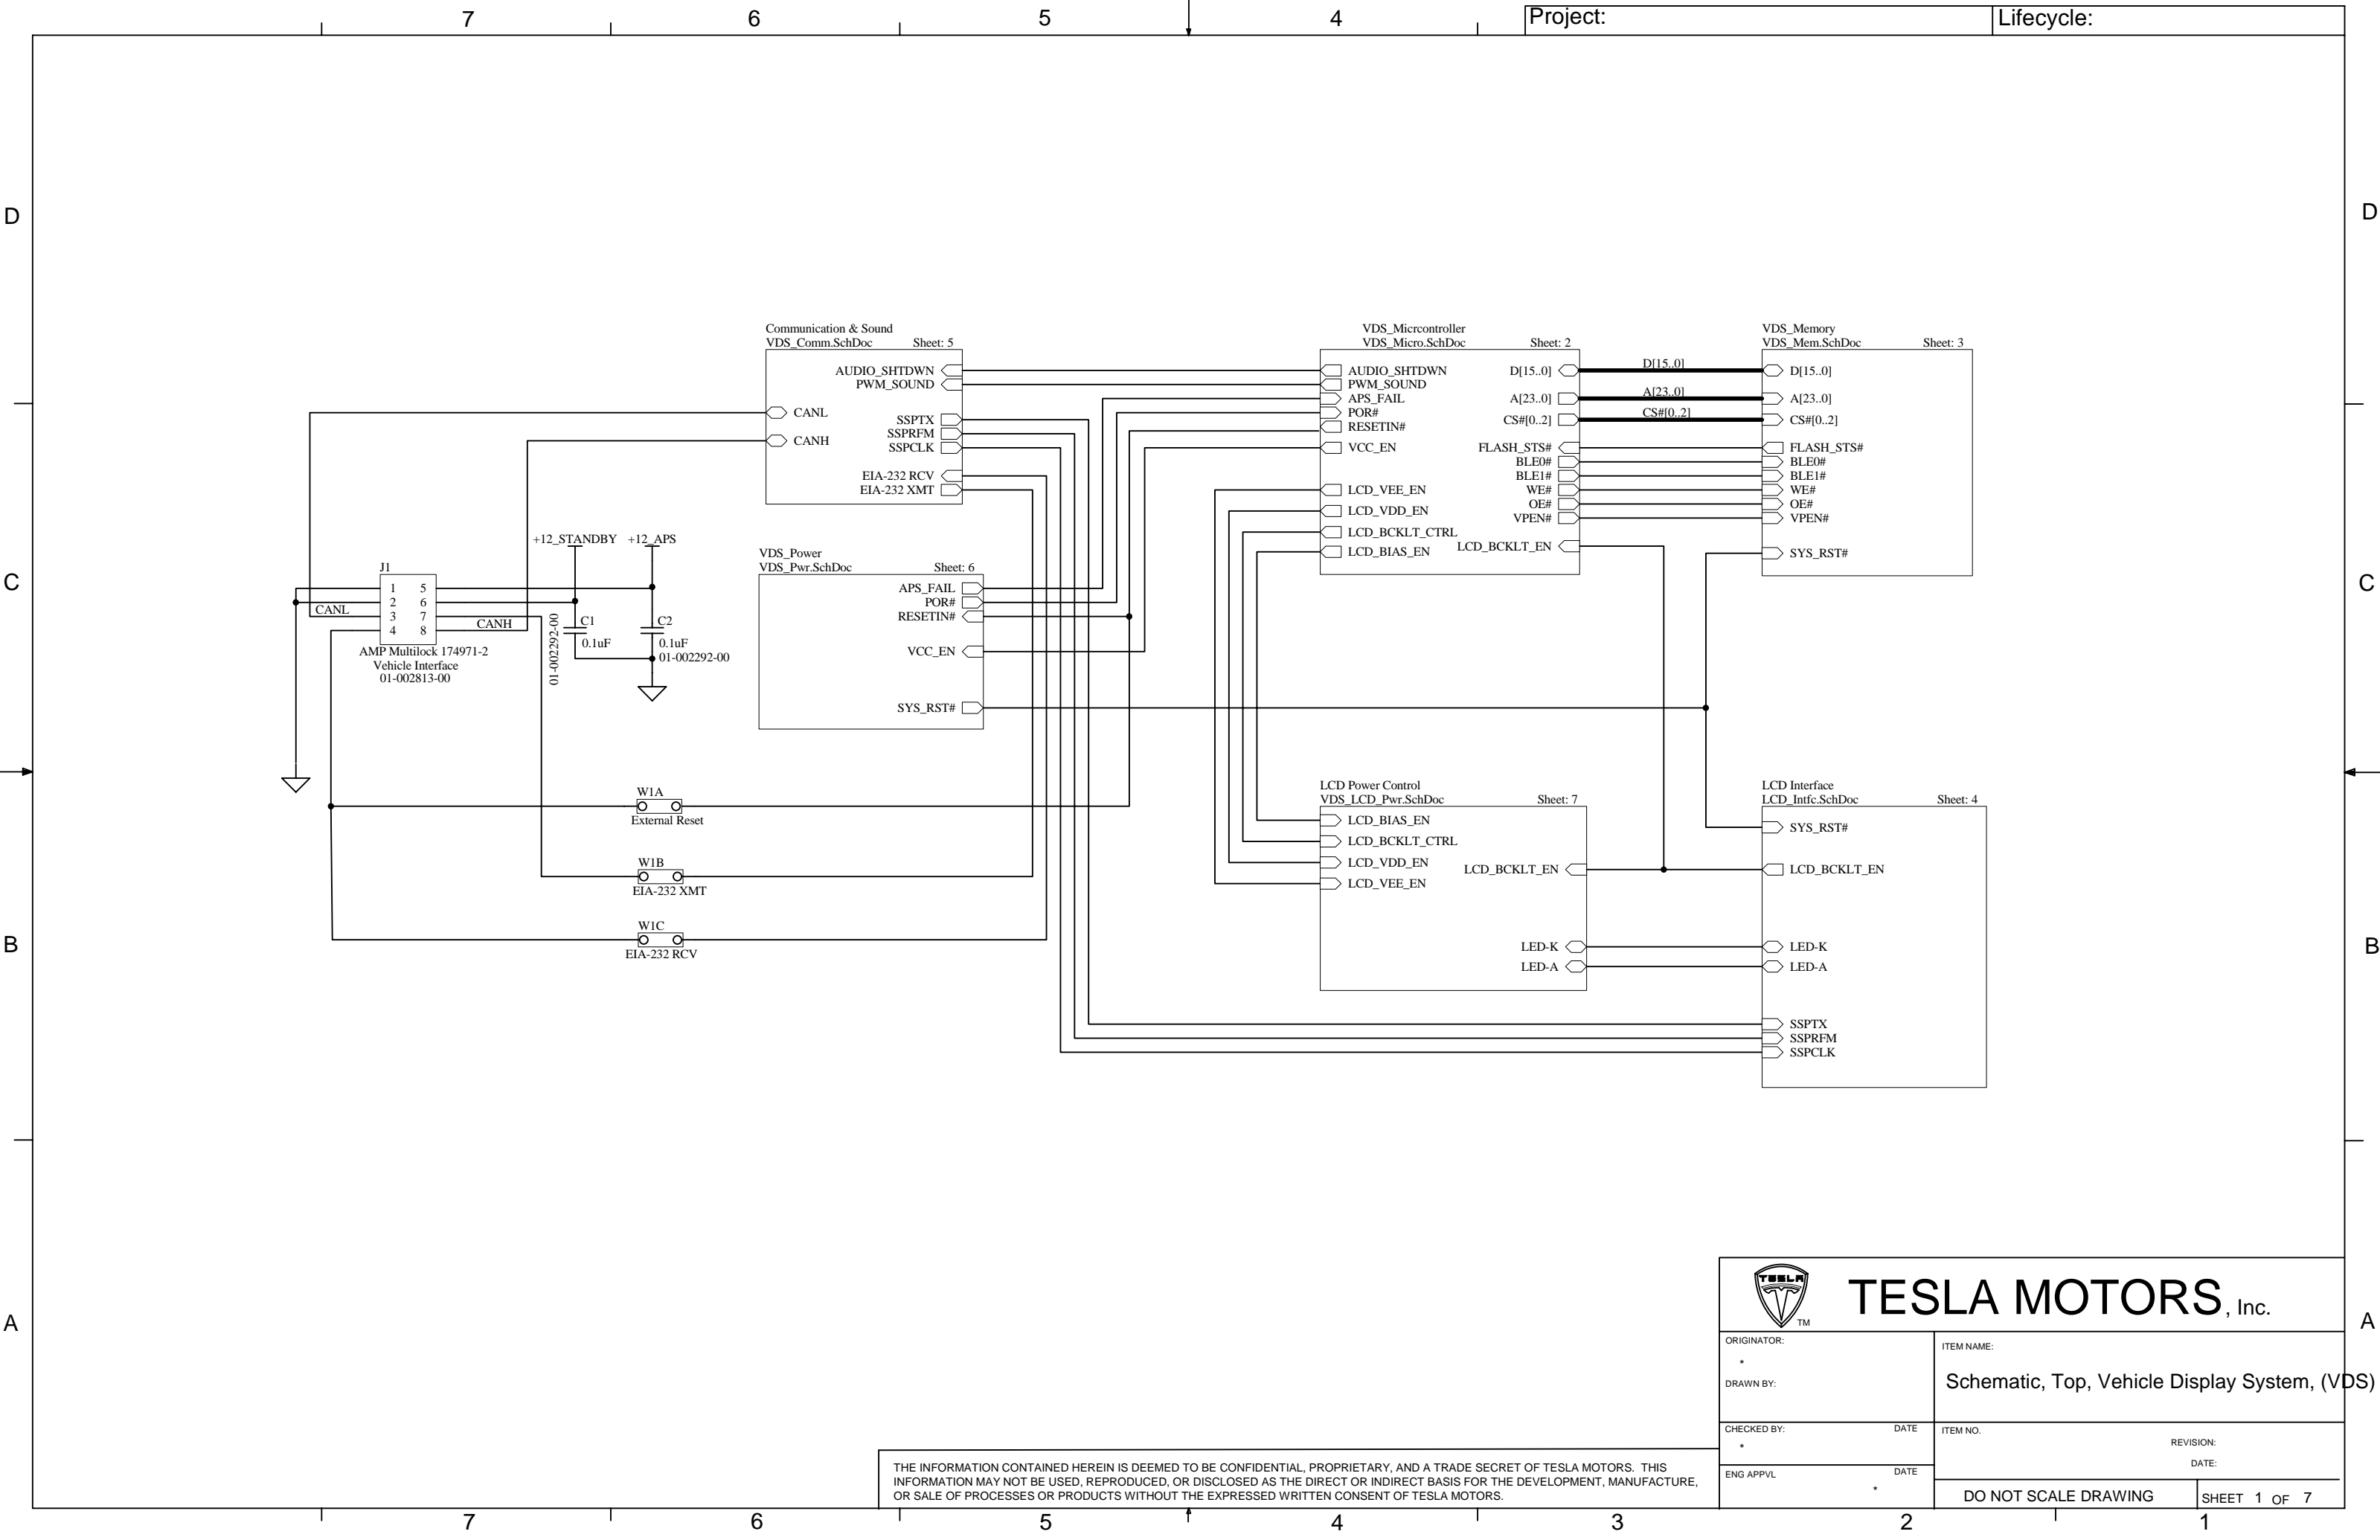 7 6 5 4
Project:
Lifecycle:
D
D
Communication & Sound
VDS_Comm.SchDoc Sheet: 5
AUDIO_SHTDWN
PWM_SOUND
CANL
CANH
SSPTX
SSPRFM
SSPCLK
EIA-232 RCV
EIA-232 XMT
VDS_Micrcontroller
VDS_Micro.SchDoc Sheet: 2
AUDIO_SHTDWN
PWM_SOUND
APS_FAIL
POR#
RESETIN#
VCC_EN
LCD_VEE_EN
LCD_VDD_EN
LCD_BCKLT_CTRL
LCD_BIAS_EN
D[15..0]
A[23..0]
CS#[0..2]
FLASH_STS#
BLE0#
BLE1#
WE#
OE#
VPEN#
LCD_BCKLT_EN
D[15..0]
A[23..0]
CS#[0..2]
VDS_Memory
VDS_Mem.SchDoc Sheet: 3
D[15..0]
A[23..0]
CS#[0..2]
FLASH_STS#
BLE0#
BLE1#
WE#
OE#
VPEN#
SYS_RST#
C
C
+12_STANDBY +12_APS
J1
1 5
2 6
3 7
4 8
CANL
CANH
AMP Multilock 174971-2
Vehicle Interface
01-002813-00
C1
0.1uF
01-002292-00
C2
0.1uF
01-002292-00
VDS_Power
VDS_Pwr.SchDoc Sheet: 6
APS_FAIL
POR#
RESETIN#
VCC_EN
SYS_RST#
W1A
External Reset
W1B
EIA-232 XMT
W1C
EIA-232 RCV
LCD Power Control
VDS_LCD_Pwr.SchDoc Sheet: 7
LCD_BIAS_EN
LCD_BCKLT_CTRL
LCD_VDD_EN
LCD_VEE_EN
LCD_BCKLT_EN
LED-K
LED-A
LCD Interface
LCD_Intfc.SchDoc Sheet: 4
SYS_RST#
LCD_BCKLT_EN
LED-K
LED-A
SSPTX
SSPRFM
SSPCLK
B
B
A
A
TESLA
TM
TESLA MOTORS, Inc.
ORIGINATOR:
*
DRAWN BY:
ITEM NAME:
Schematic, Top, Vehicle Display System, (VDS)
CHECKED BY: DATE
*
ITEM NO.
REVISION:
DATE:
ENG APPVL DATE
*
DO NOT SCALE DRAWING
SHEET 1 OF 7
THE INFORMATION CONTAINED HEREIN IS DEEMED TO BE CONFIDENTIAL, PROPRIETARY, AND A TRADE SECRET OF TESLA MOTORS. THIS
INFORMATION MAY NOT BE USED, REPRODUCED, OR DISCLOSED AS THE DIRECT OR INDIRECT BASIS FOR THE DEVELOPMENT, MANUFACTURE,
OR SALE OF PROCESSES OR PRODUCTS WITHOUT THE EXPRESSED WRITTEN CONSENT OF TESLA MOTORS.
7 6 5 4 3 2 1